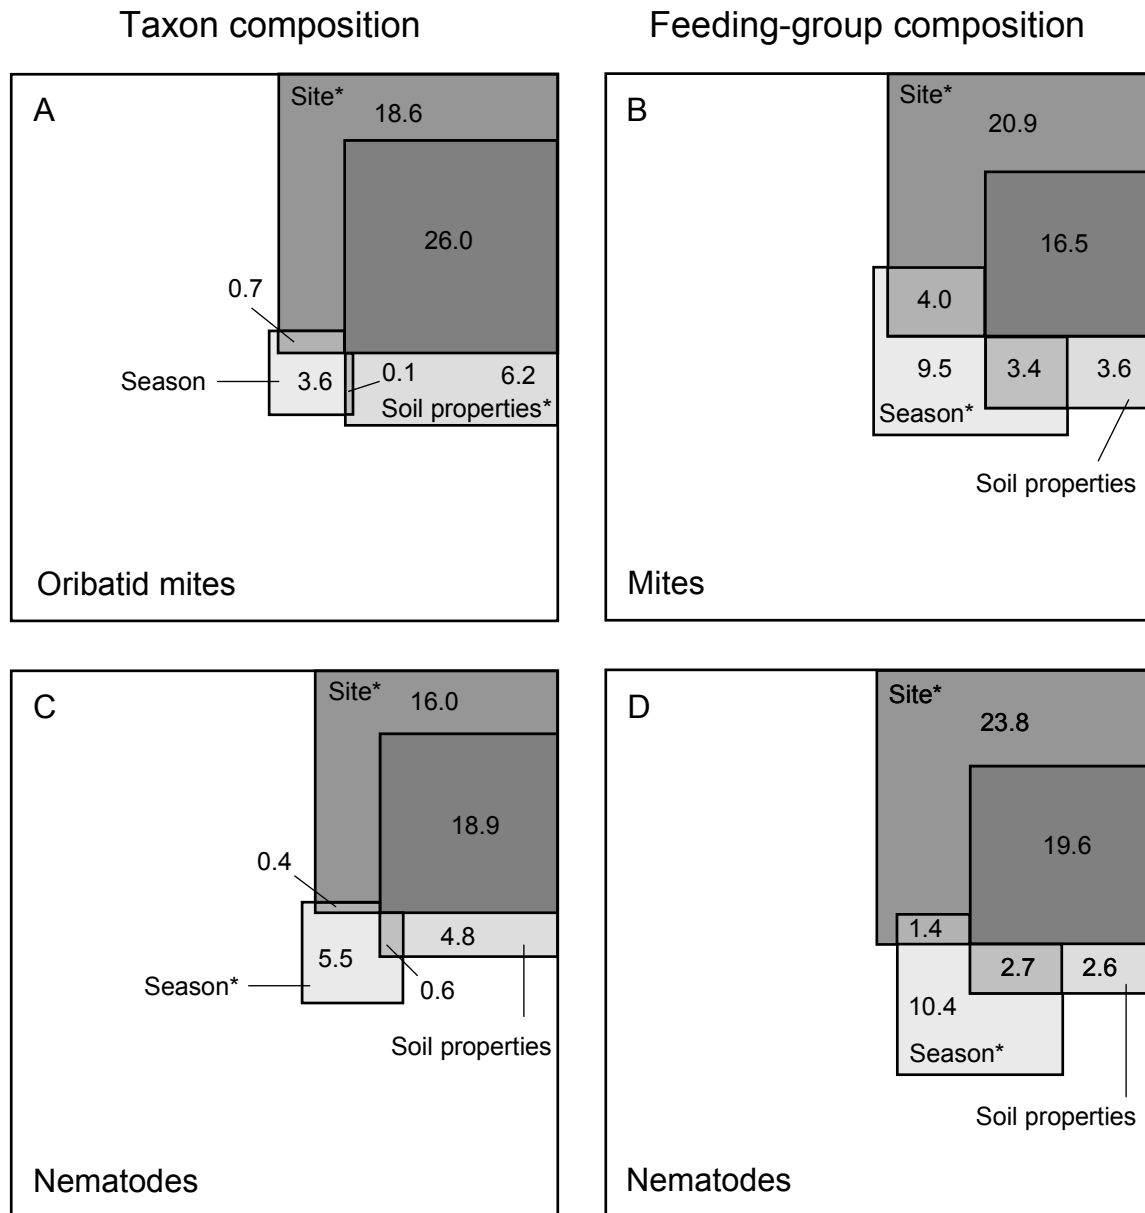 Taxon composition
Feeding-group composition
A
Site*
18.6
26.0
0.7
Season
3.6
0.1
6.2
Soil properties*
Oribatid mites
B
Site*
20.9
16.5
4.0
9.5
3.4
3.6
Season*
Soil properties
Mites
C
Site*
16.0
18.9
0.4
5.5
4.8
Season*
0.6
Soil properties
Nematodes
D
Site*
23.8
19.6
1.4
2.7
2.6
10.4
Season*
Soil properties
Nematodes